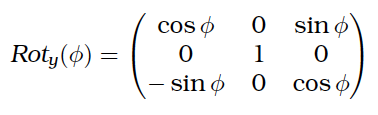 cos ϕ 0 sin ϕ
Rot_y(ϕ) = 0 1 0
− sin ϕ 0 cos ϕ